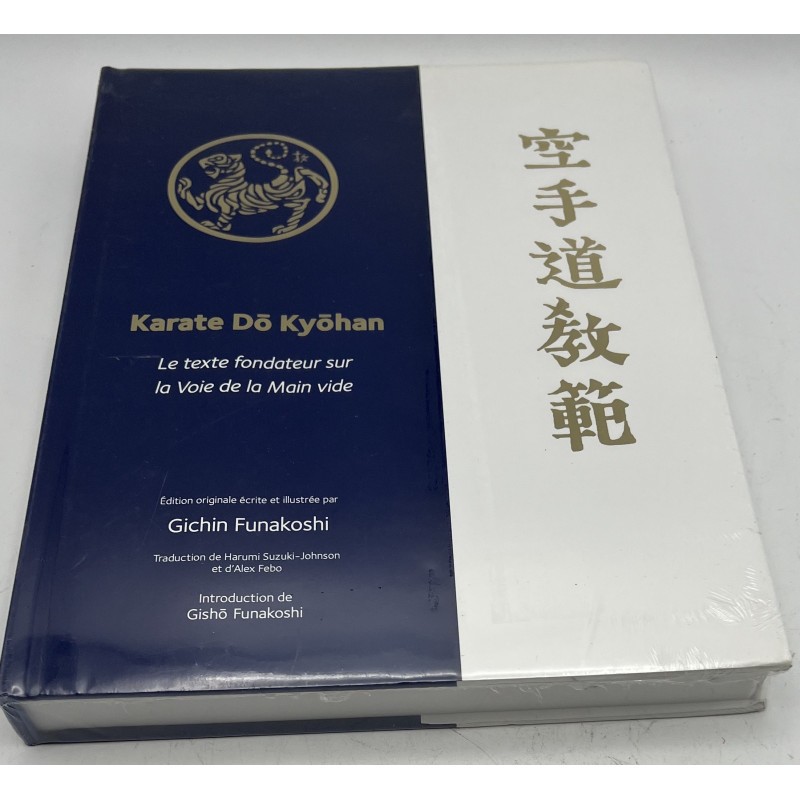 Karate Dō Kyōhan
Le texte fondateur sur
la Voie de la Main vide
Édition originale écrite et illustrée par
Gichin Funakoshi
Traduction de Harumi Suzuki-Johnson
et d'Alex Febo
Introduction de
Gishō Funakoshi
空手道教範